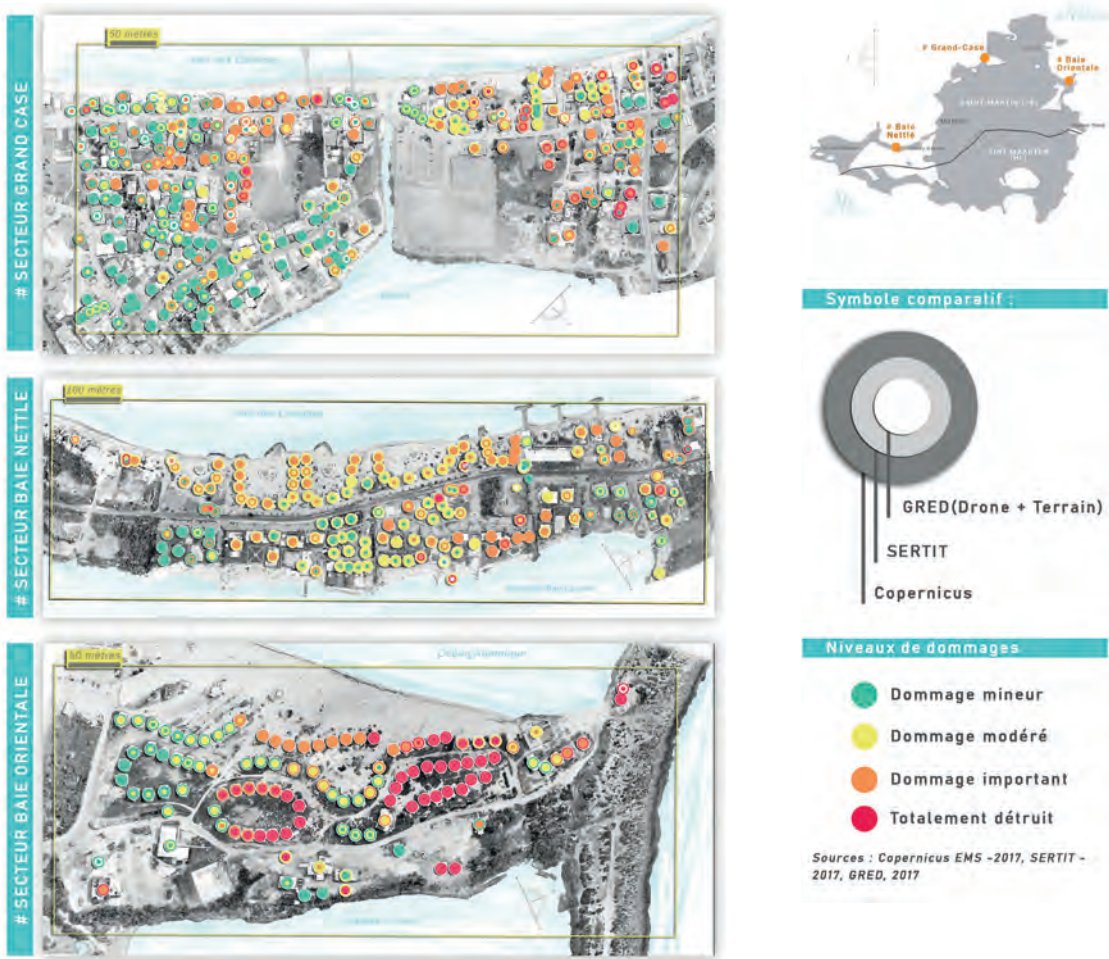 # SECTEUR GRAND CASE
50 mètres
# SECTEUR BAIE NETTLE
100 mètres
# SECTEUR BAIE ORIENTALE
50 mètres
# Grand-Case
# Baie
Orientale
# Baie
Nettlé
Symbole comparatif :
GRED(Drone + Terrain)
SERTIT
Copernicus
Niveaux de dommages
Dommage mineur
Dommage modéré
Dommage important
Totalement détruit
Sources : Copernicus EMS -2017, SERTIT -
2017, GRED, 2017